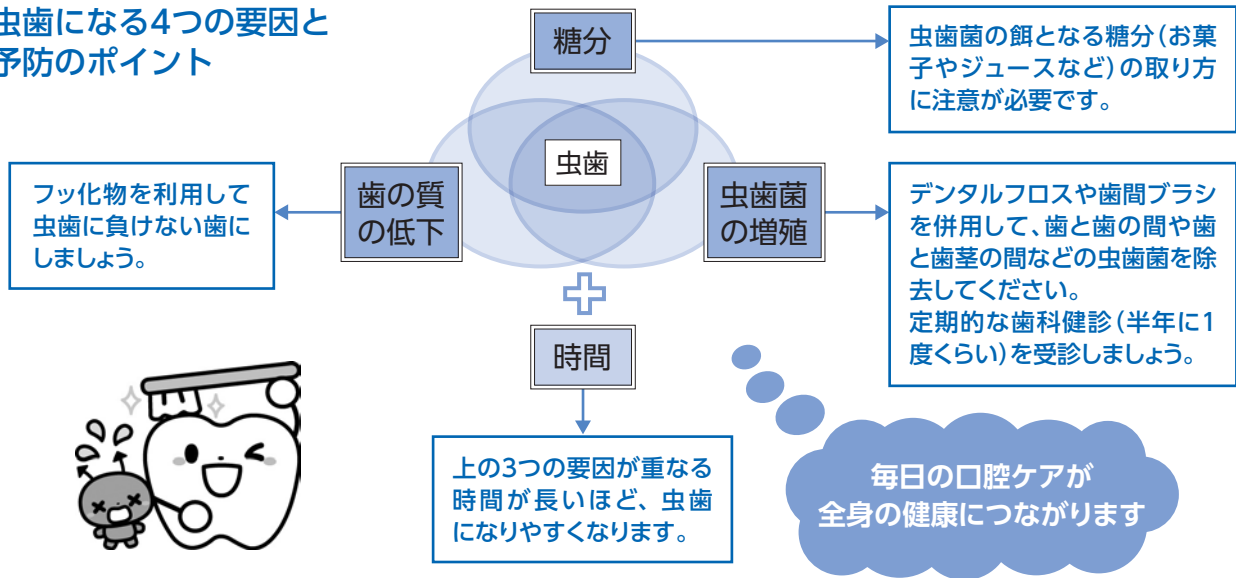 虫歯になる4つの要因と
予防のポイント
糖分
虫歯菌の餌となる糖分（お菓
子やジュースなど）の取り方
に注意が必要です。
虫歯
フッ化物を利用して
虫歯に負けない歯に
しましょう。
歯の質
の低下
虫歯菌
の増殖
デンタルフロスや歯間ブラシ
を併用して、歯と歯の間や歯
と歯茎の間などの虫歯菌を除
去してください。
定期的な歯科健診（半年に1
度くらい）を受診しましょう。
時間
上の3つの要因が重なる
時間が長いほど、虫歯
になりやすくなります。
毎日の口腔ケアが
全身の健康につながります